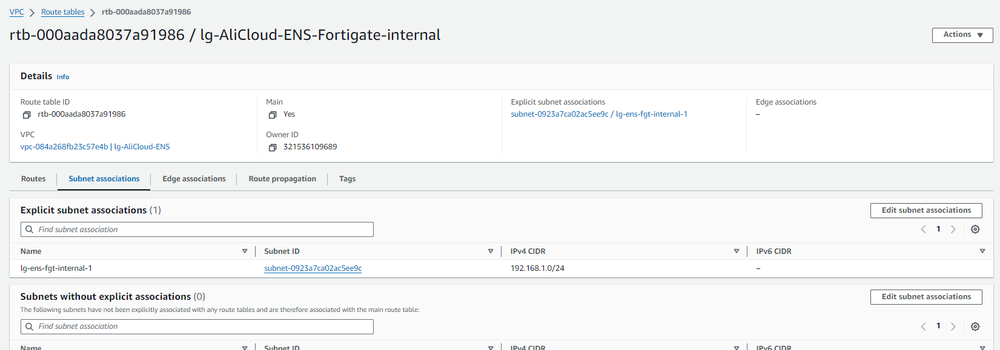 VPC > Route tables > rtb-000aada8037a91986
rtb-000aada8037a91986 / lg-AliCloud-ENS-Fortigate-internal
Actions
Details Info
Route table ID
rtb-000aada8037a91986
Main
Yes
Explicit subnet associations
subnet-0923a7ca02ac5ee9c / lg-ens-fgt-internal-1
Edge associations
–
VPC
vpc-084a268fb23c57e4b | lg-AliCloud-ENS
Owner ID
321536109689
Routes
Subnet associations
Edge associations
Route propagation
Tags
Explicit subnet associations (1)
Edit subnet associations
Find subnet association
1
Name
Subnet ID
IPv4 CIDR
IPv6 CIDR
lg-ens-fgt-internal-1
subnet-0923a7ca02ac5ee9c
192.168.1.0/24
–
Subnets without explicit associations (0)
Edit subnet associations
The following subnets have not been explicitly associated with any route tables and are therefore associated with the main route table:
Find subnet association
1
Name
Subnet ID
IPv4 CIDR
IPv6 CIDR